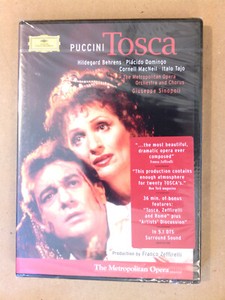 PUCCINI Tosca
Hildegard Behrens · Plácido Domingo
Cornell MacNeil · Italo Tajo
The Metropolitan Opera
Orchestra and Chorus
Giuseppe Sinopoli
"...the most beautiful,
dramatic opera ever
composed"
Franco Zeffirelli
"This production contains
enough atmosphere
for twenty TOSCA's."
New York magazine
26 min. of bonus
features:
"Tosca, Zeffirelli
and Rome" plus
"Artists' Discussion"
In 5.1 DTS
Surround Sound
Production by Franco Zeffirelli
The Metropolitan Opera